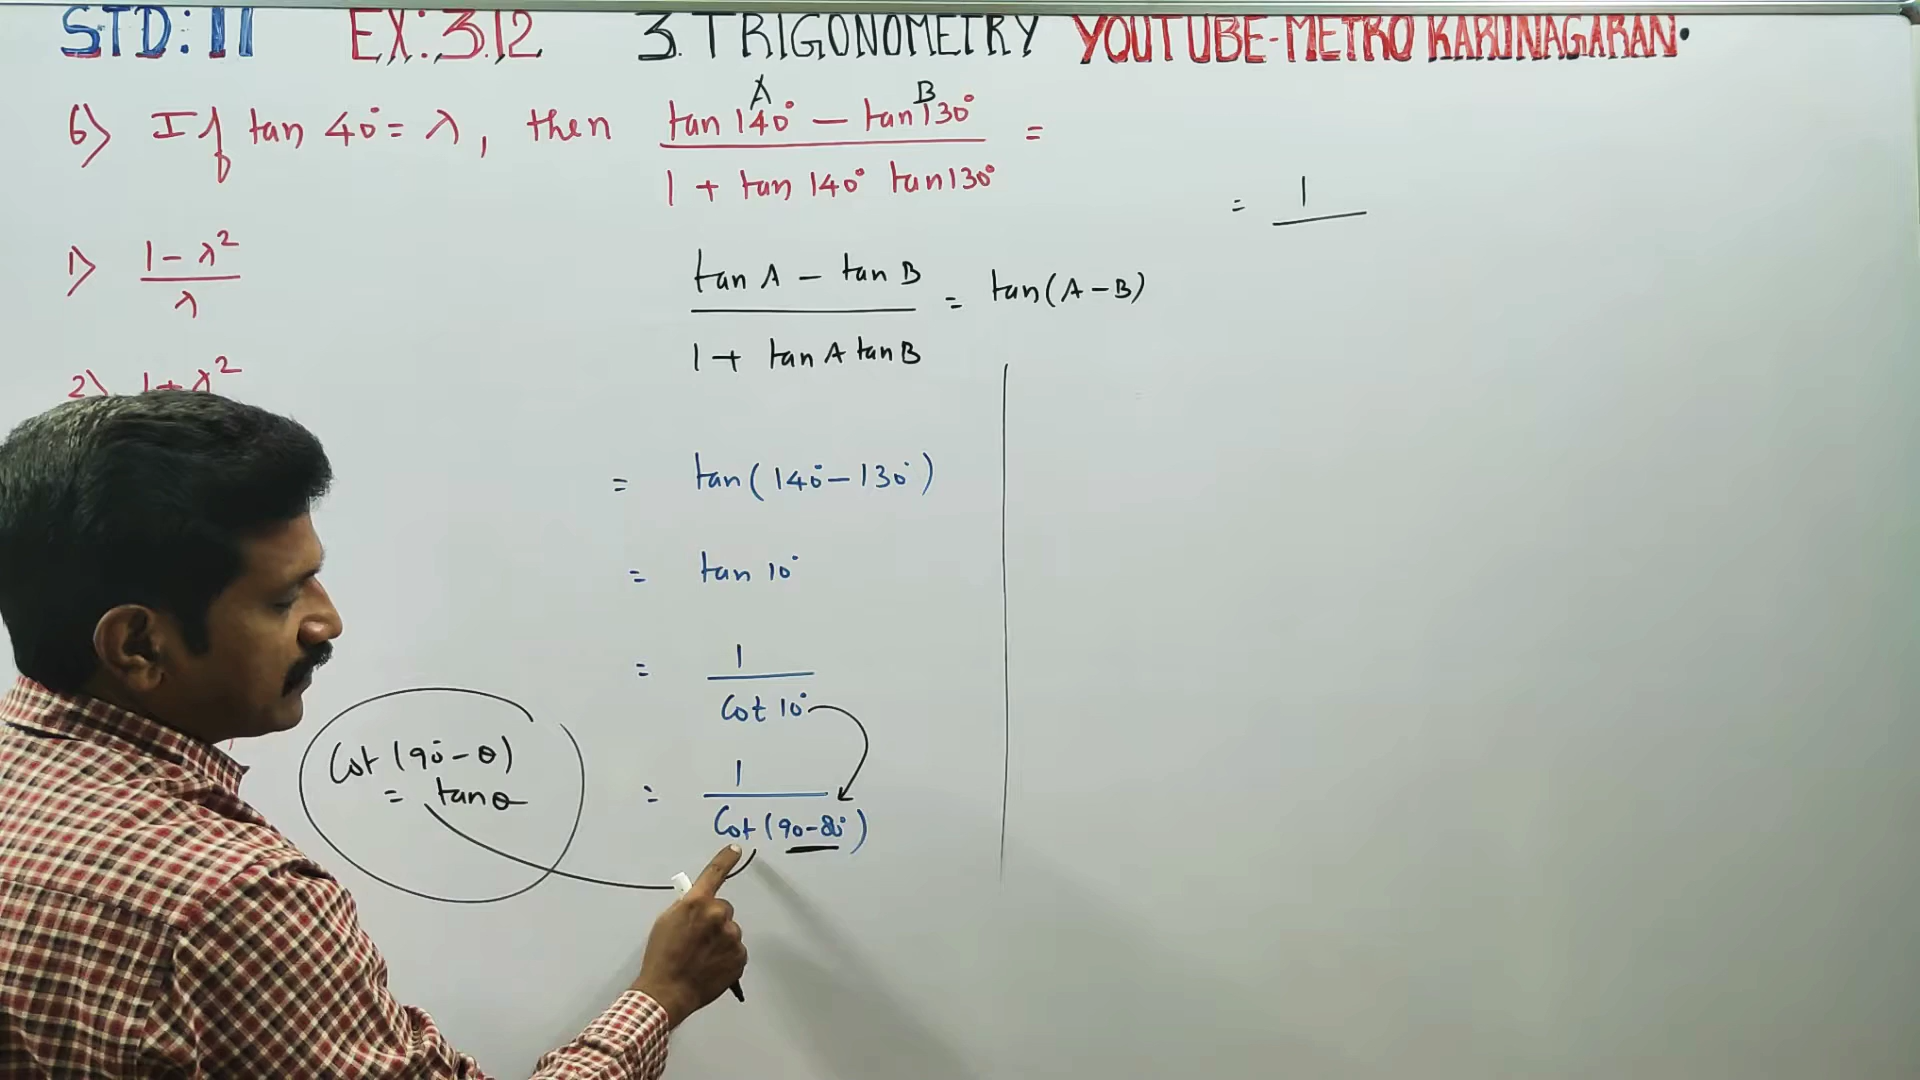 STD: 11 EX: 3.12 3. TRIGONOMETRY YOUTUBE-METRO KARUNAGARAN.
A B
6) If tan 40° = λ, then (tan 140° − tan 130°) / (1 + tan 140° tan 130°) =
1) (1 − λ²) / λ
2) 1 + λ²
(tan A − tan B) / (1 + tan A tan B) = tan (A − B)
= tan (140° − 130°)
= tan 10°
= 1 / Cot 10°
= 1 / Cot (90 − 80°)
Cot (90° − θ)
= tan θ
= 1